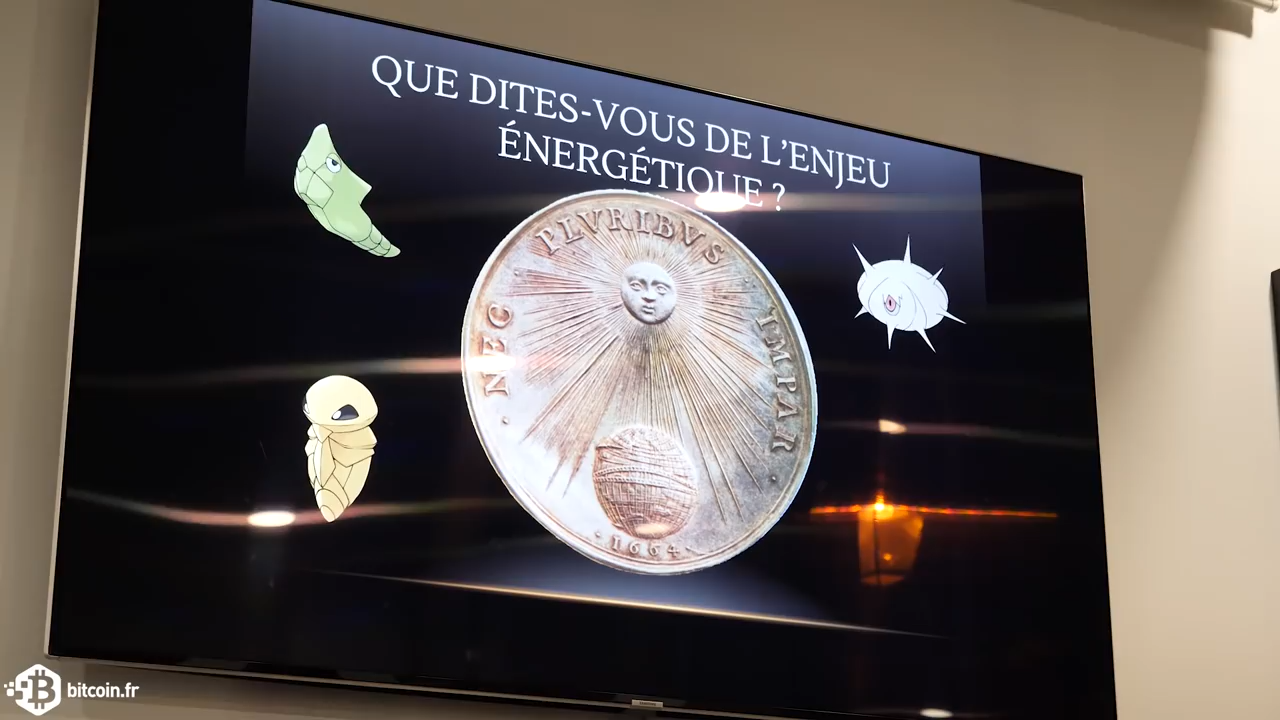 QUE DITES-VOUS DE L'ENJEU
ÉNERGÉTIQUE ?
NEC PLVRIBVS IMPAR
· 1664 ·
bitcoin.fr